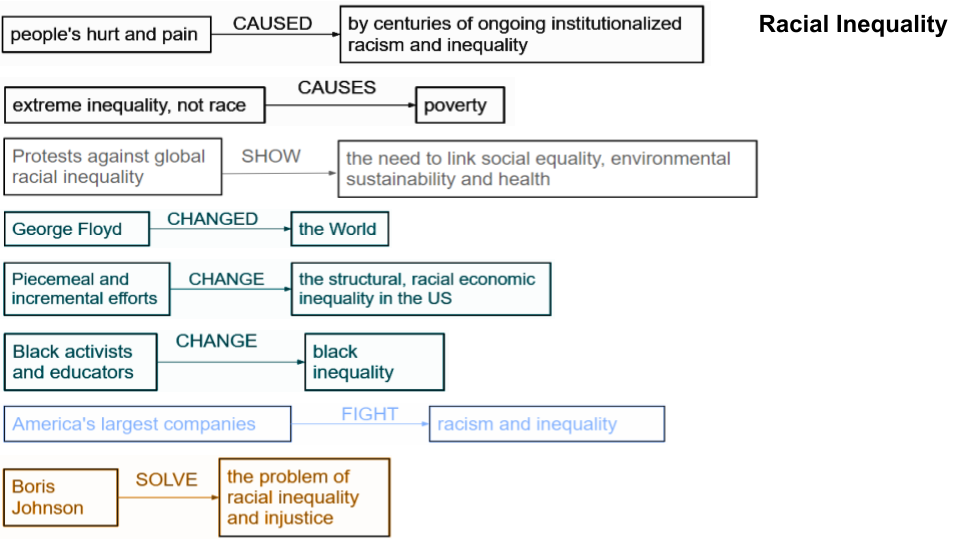 Racial Inequality
people's hurt and pain
CAUSED
by centuries of ongoing institutionalized
racism and inequality
extreme inequality, not race
CAUSES
poverty
Protests against global
racial inequality
SHOW
the need to link social equality, environmental
sustainability and health
George Floyd
CHANGED
the World
Piecemeal and
incremental efforts
CHANGE
the structural, racial economic
inequality in the US
Black activists
and educators
CHANGE
black
inequality
America's largest companies
FIGHT
racism and inequality
Boris
Johnson
SOLVE
the problem of
racial inequality
and injustice